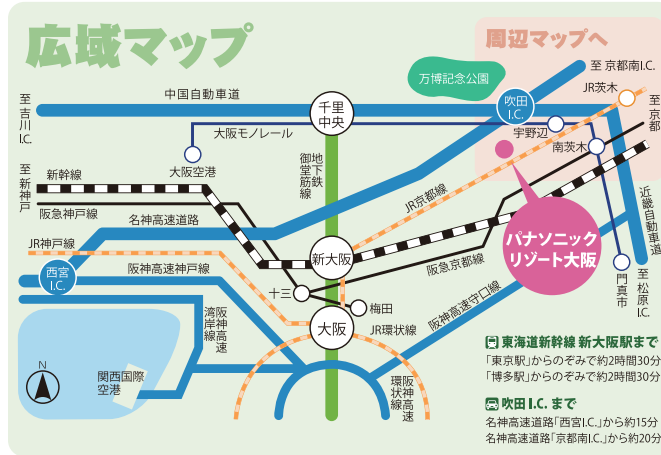 広域マップ
周辺マップへ
至 京都南I.C.
JR茨木
万博記念公園
至吉川I.C.
中国自動車道
千里中央
吹田I.C.
至京都
宇野辺
大阪モノレール
南茨木
大阪空港
地下鉄御堂筋線
至新神戸
新幹線
JR京都線
阪急神戸線
名神高速道路
近畿自動車道
パナソニック
リゾート大阪
JR神戸線
新大阪
阪急京都線
西宮I.C.
阪神高速神戸線
門真市
至松原I.C.
十三
梅田
阪神高速守口線
大阪
JR環状線
阪神高速湾岸線
東海道新幹線 新大阪駅まで
「東京駅」からのぞみで約2時間30分
「博多駅」からのぞみで約2時間30分
N
関西国際
空港
阪神高速環状線
吹田I.C. まで
名神高速道路「西宮I.C.」から約15分
名神高速道路「京都南I.C.」から約20分